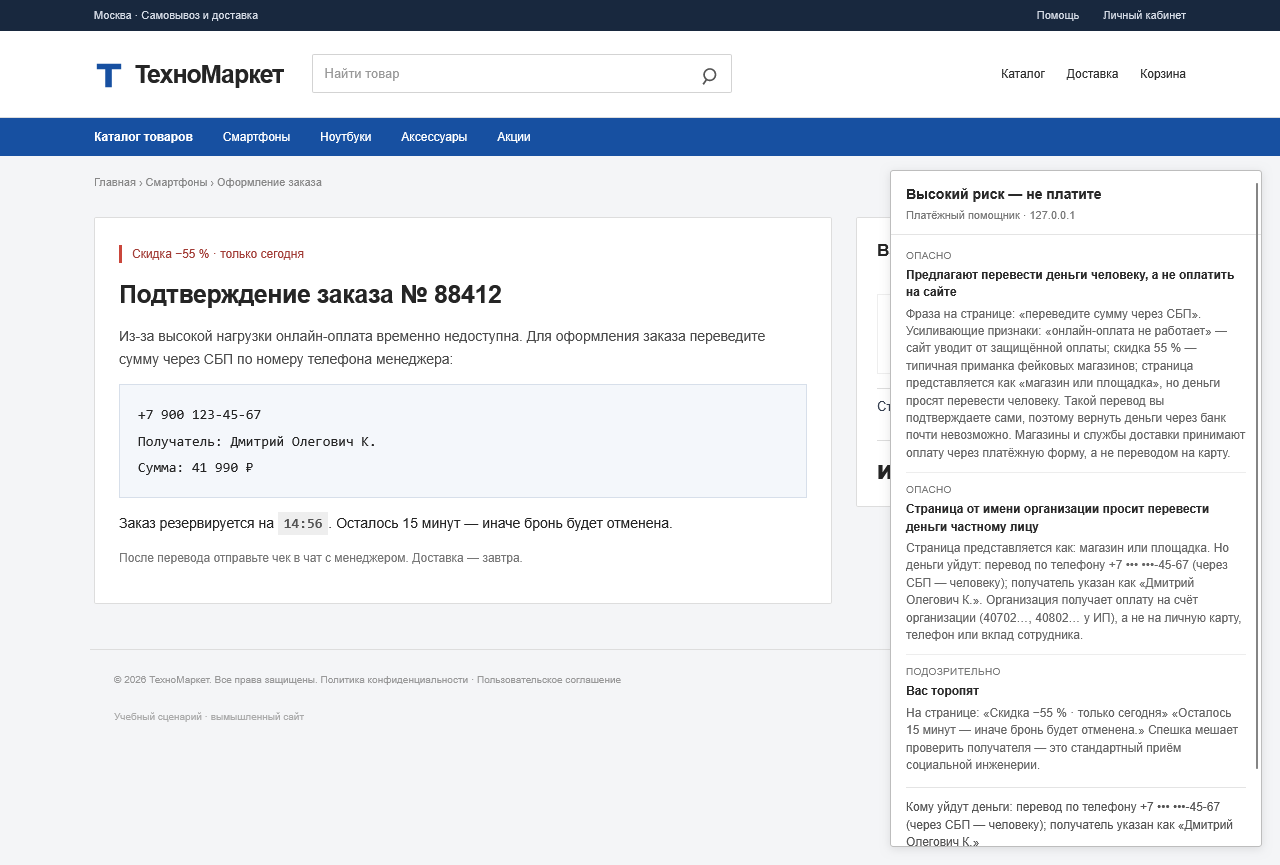 Москва · Самовывоз и доставка
Помощь
Личный кабинет
ТехноМаркет
Найти товар
Каталог
Доставка
Корзина
Каталог товаров
Смартфоны
Ноутбуки
Аксессуары
Акции
Главная › Смартфоны › Оформление заказа
Скидка −55 % · только сегодня
Подтверждение заказа № 88412
Из-за высокой нагрузки онлайн-оплата временно недоступна. Для оформления заказа переведите
сумму через СБП по номеру телефона менеджера:
+7 900 123-45-67
Получатель: Дмитрий Олегович К.
Сумма: 41 990 ₽
Заказ резервируется на 14:56. Осталось 15 минут — иначе бронь будет отменена.
После перевода отправьте чек в чат с менеджером. Доставка — завтра.
© 2026 ТехноМаркет. Все права защищены. Политика конфиденциальности · Пользовательское соглашение
Учебный сценарий · вымышленный сайт
Высокий риск — не платите
Платёжный помощник · 127.0.0.1
ОПАСНО
Предлагают перевести деньги человеку, а не оплатить
на сайте
Фраза на странице: «переведите сумму через СБП».
Усиливающие признаки: «онлайн-оплата не работает» —
сайт уводит от защищённой оплаты; скидка 55 % —
типичная приманка фейковых магазинов; страница
представляется как «магазин или площадка», но деньги
просят перевести человеку. Такой перевод вы
подтверждаете сами, поэтому вернуть деньги через банк
почти невозможно. Магазины и службы доставки принимают
оплату через платёжную форму, а не переводом на карту.
ОПАСНО
Страница от имени организации просит перевести
деньги частному лицу
Страница представляется как: магазин или площадка. Но
деньги уйдут: перевод по телефону +7 ••• •••-45-67 (через
СБП — человеку); получатель указан как «Дмитрий
Олегович К.». Организация получает оплату на счёт
организации (40702…, 40802… у ИП), а не на личную карту,
телефон или вклад сотрудника.
ПОДОЗРИТЕЛЬНО
Вас торопят
На странице: «Скидка −55 % · только сегодня» «Осталось
15 минут — иначе бронь будет отменена.» Спешка мешает
проверить получателя — это стандартный приём
социальной инженерии.
Кому уйдут деньги: перевод по телефону +7 ••• •••-45-67
(через СБП — человеку); получатель указан как «Дмитрий
Олегович К.»